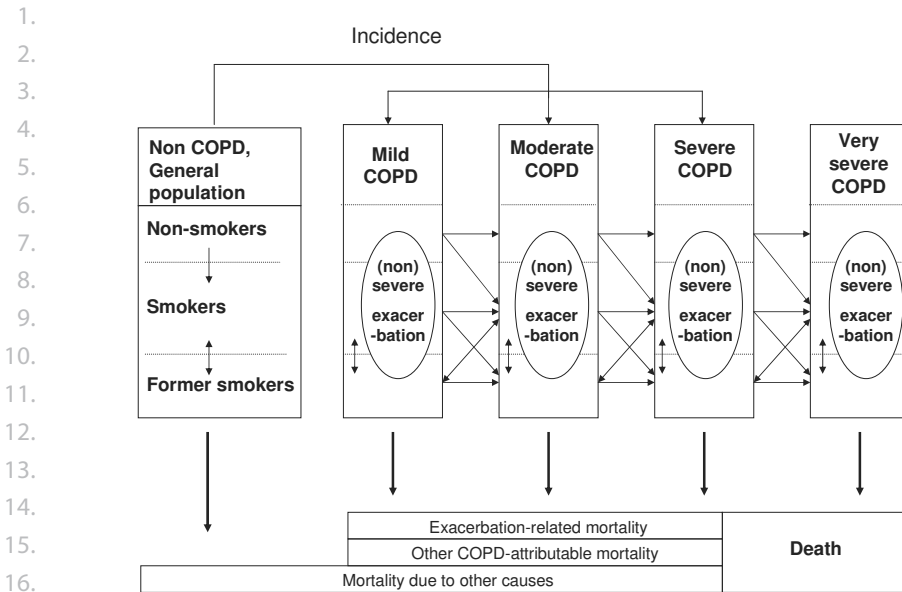 1.
2.
3.
4.
5.
6.
7.
8.
9.
10.
11.
12.
13.
14.
15.
16.
Incidence
Non COPD,
General
population
Non-smokers
Smokers
Former smokers
Mild
COPD
(non)
severe
exacer
-bation
Moderate
COPD
(non)
severe
exacer
-bation
Severe
COPD
(non)
severe
exacer
-bation
Very
severe
COPD
(non)
severe
exacer
-bation
Exacerbation-related mortality
Other COPD-attributable mortality
Mortality due to other causes
Death